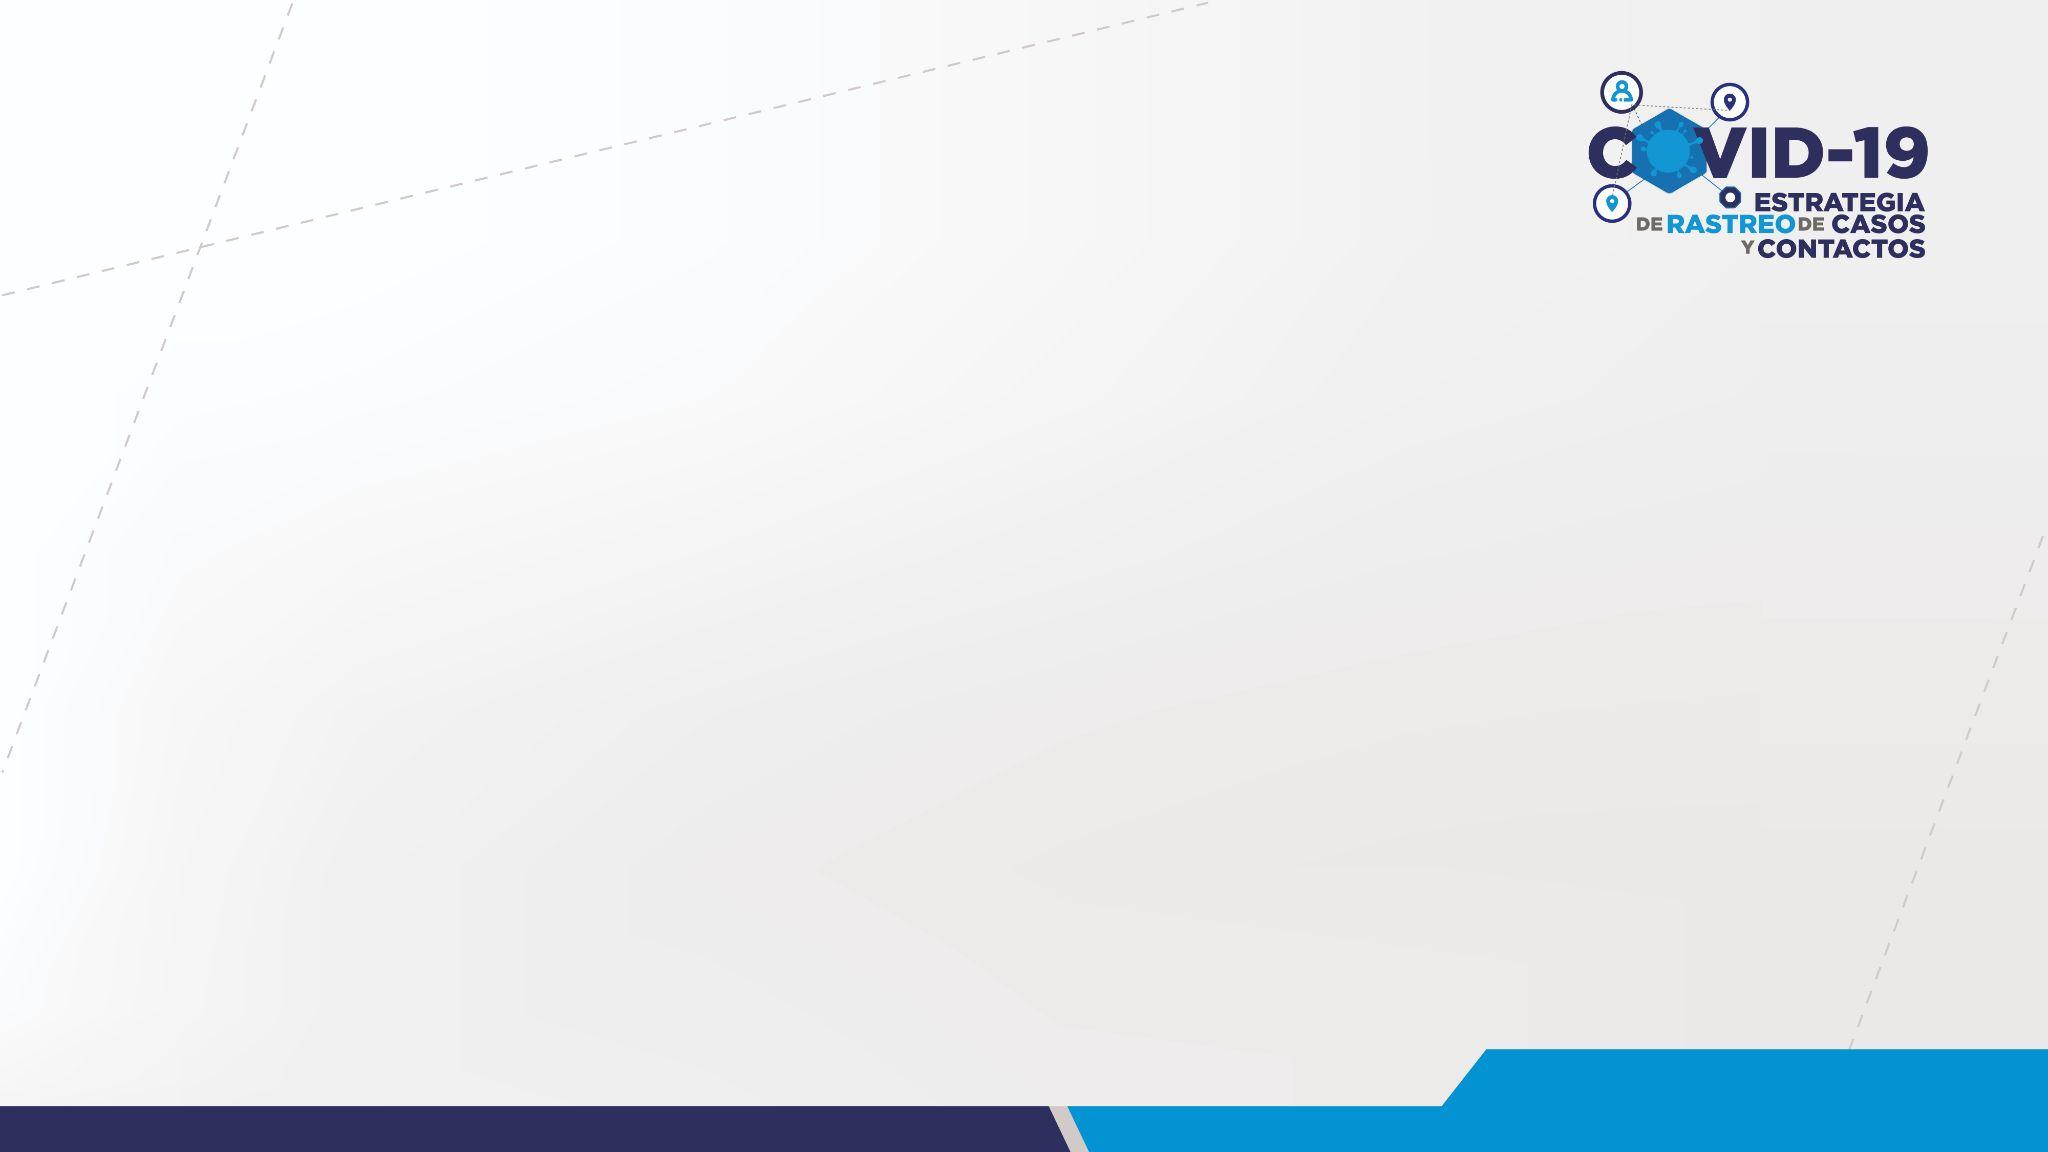 COVID-19
ESTRATEGIA
DE RASTREO DE CASOS
Y CONTACTOS